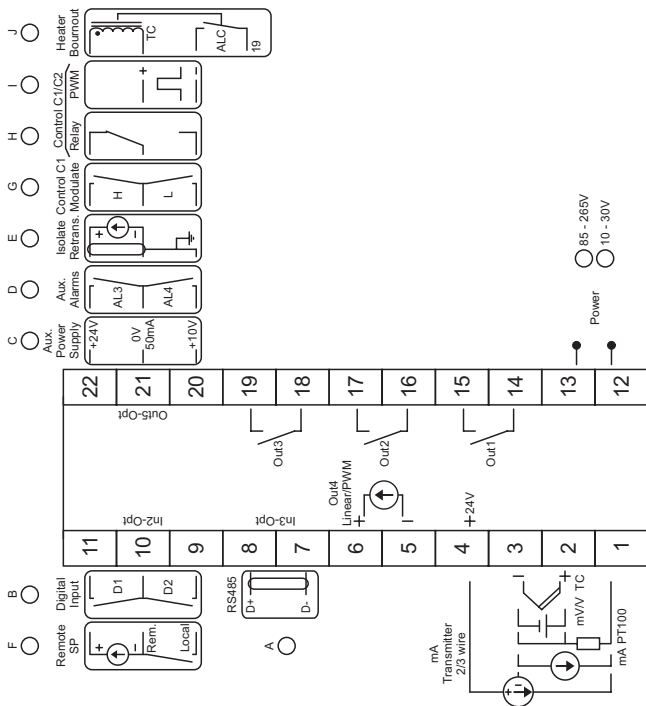 J
Heater
Bournout
TC
ALC
19
I
Control C1/C2
PWM
+
–
H
Relay
G
Control C1
Modulate
H
L
E
Isolate
Retrans.
+
–
D
Aux.
Alarms
AL3
AL4
C
Aux.
Power
Supply
+24V
0V
50mA
+10V
85 - 265V
10 - 30V
Power
22
21
20
19
18
17
16
15
14
13
12
Out5-Opt
Out3
Out2
Out1
Out4
Linear/PWM
+
–
+24V
In2-Opt
In3-Opt
11
10
9
8
7
6
5
4
3
2
1
B
Digital
Input
D1
D2
RS485
D+
D-
F
Remote
SP
+
–
Rem.
Local
A
mA
Transmitter
2/3 wire
–
+
mV/V TC
mA PT100
+
–